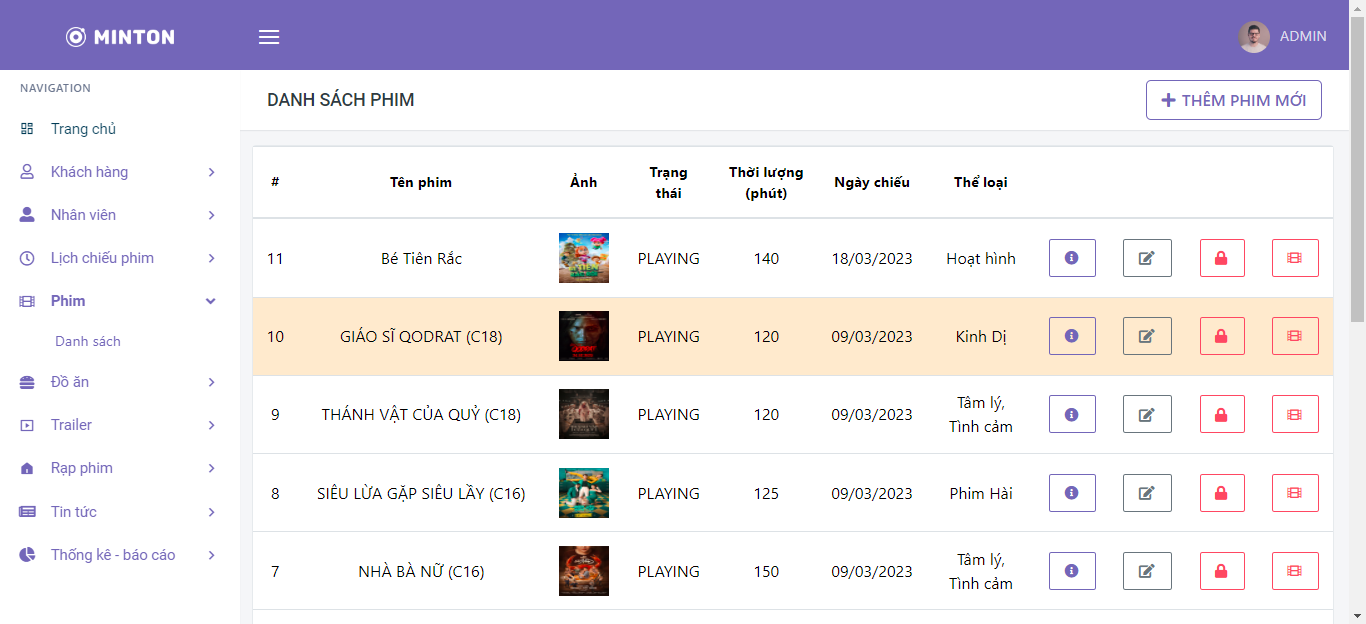 MINTON
ADMIN
NAVIGATION
Trang chủ
Khách hàng
Nhân viên
Lịch chiếu phim
Phim
Danh sách
Đồ ăn
Trailer
Rạp phim
Tin tức
Thống kê - báo cáo
DANH SÁCH PHIM
THÊM PHIM MỚI
# Tên phim Ảnh Trạng thái Thời lượng (phút) Ngày chiếu Thể loại
11 Bé Tiên Rắc PLAYING 140 18/03/2023 Hoạt hình
10 GIÁO SĨ QODRAT (C18) PLAYING 120 09/03/2023 Kinh Dị
9 THÁNH VẬT CỦA QUỶ (C18) PLAYING 120 09/03/2023 Tâm lý, Tình cảm
8 SIÊU LỪA GẶP SIÊU LẦY (C16) PLAYING 125 09/03/2023 Phim Hài
7 NHÀ BÀ NỮ (C16) PLAYING 150 09/03/2023 Tâm lý, Tình cảm